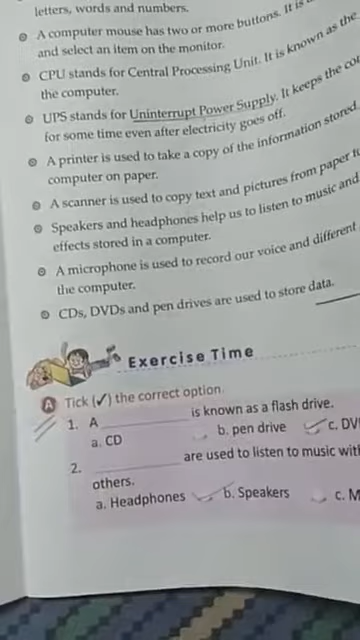 letters, words and numbers.
A computer mouse has two or more buttons. It is
and select an item on the monitor.
CPU stands for Central Processing Unit. It is known as the
the computer.
UPS stands for Uninterrupt Power Supply. It keeps the
for some time even after electricity goes off.
A printer is used to take a copy of the information stored
computer on paper.
A scanner is used to copy text and pictures from paper
Speakers and headphones help us to listen to music and
effects stored in a computer.
A microphone is used to record our voice and different
the computer.
CDs, DVDs and pen drives are used to store data.
Exercise Time
A Tick (✓) the correct option.
1. A ________ is known as a flash drive.
a. CD b. pen drive c. DV
2. ________ are used to listen to music
others.
a. Headphones b. Speakers c. M